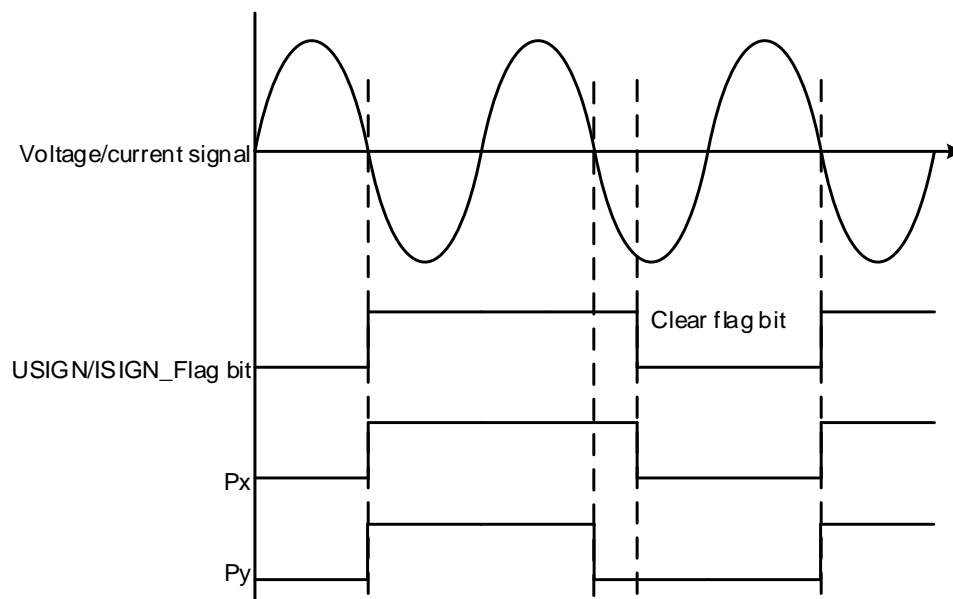 Voltage/current signal
Clear flag bit
USIGN/ISIGN_Flag bit
Px
Py